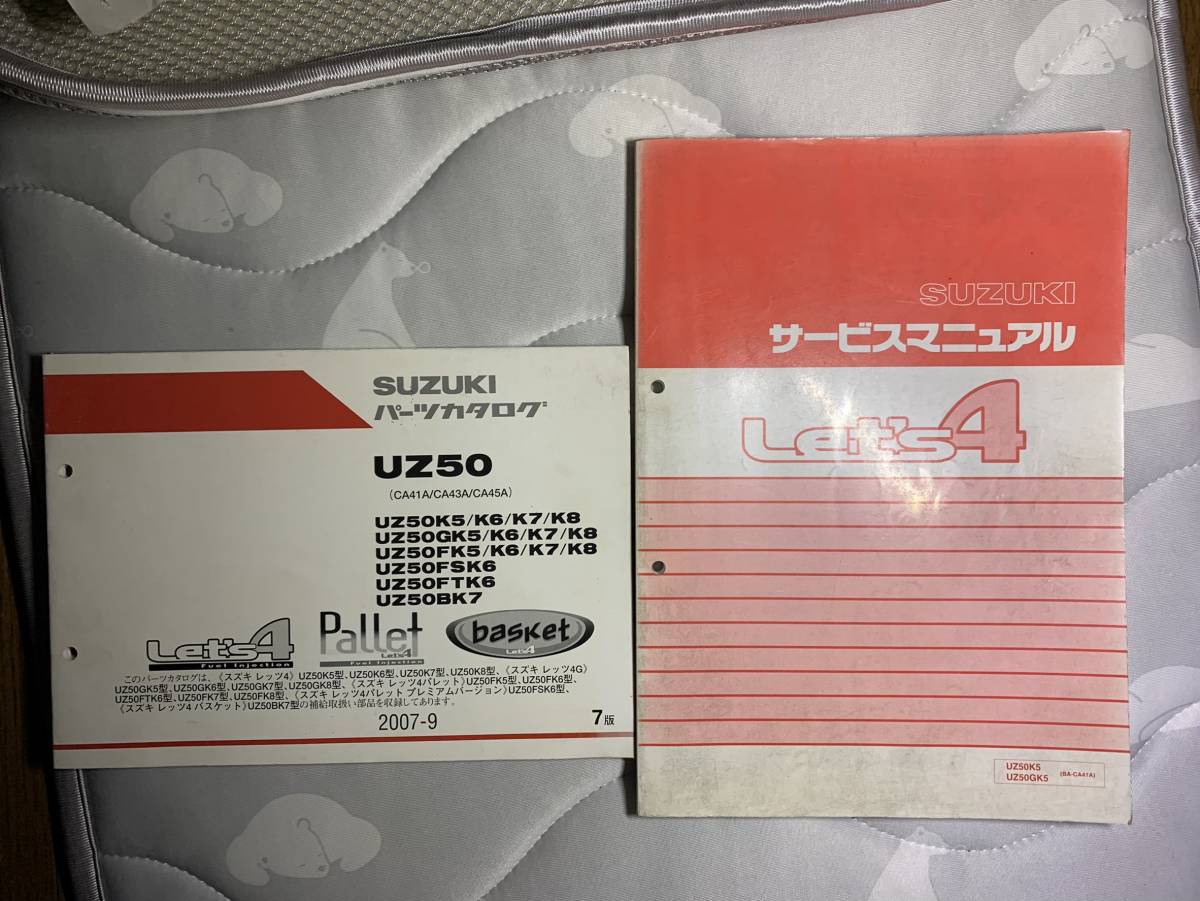 SUZUKI
パーツカタログ
UZ50
(CA41A/CA43A/CA45A)
UZ50K5/K6/K7/K8
UZ50GK5/K6/K7/K8
UZ50FK5/K6/K7/K8
UZ50FSK6
UZ50FTK6
UZ50BK7
Let's4
Fuel Injection
Pallet
Let's4
Fuel Injection
basket
Let's4
このパーツカタログは、《スズキ レッツ4》UZ50K5型、UZ50K6型、UZ50K7型、UZ50K8型、《スズキ レッツ4G》
UZ50GK5型、UZ50GK6型、UZ50GK7型、UZ50GK8型、《スズキ レッツ4パレット》UZ50FK5型、UZ50FK6型、
UZ50FTK6型、UZ50FK7型、UZ50FK8型、《スズキ レッツ4パレット プレミアムバージョン》UZ50FSK6型、
《スズキ レッツ4 バスケット》UZ50BK7型の補給取扱い部品を収録してあります。
2007-9
7版
SUZUKI
サービスマニュアル
Let's4
UZ50K5
UZ50GK5
(BA-CA41A)